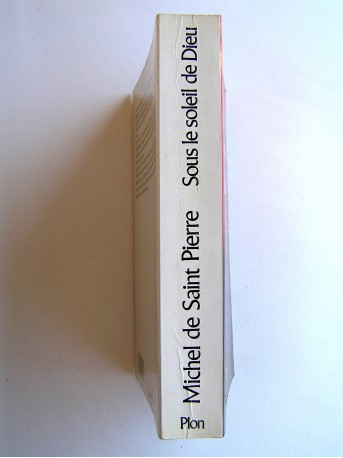 Plon
Michel de Saint Pierre
Sous le soleil de Dieu